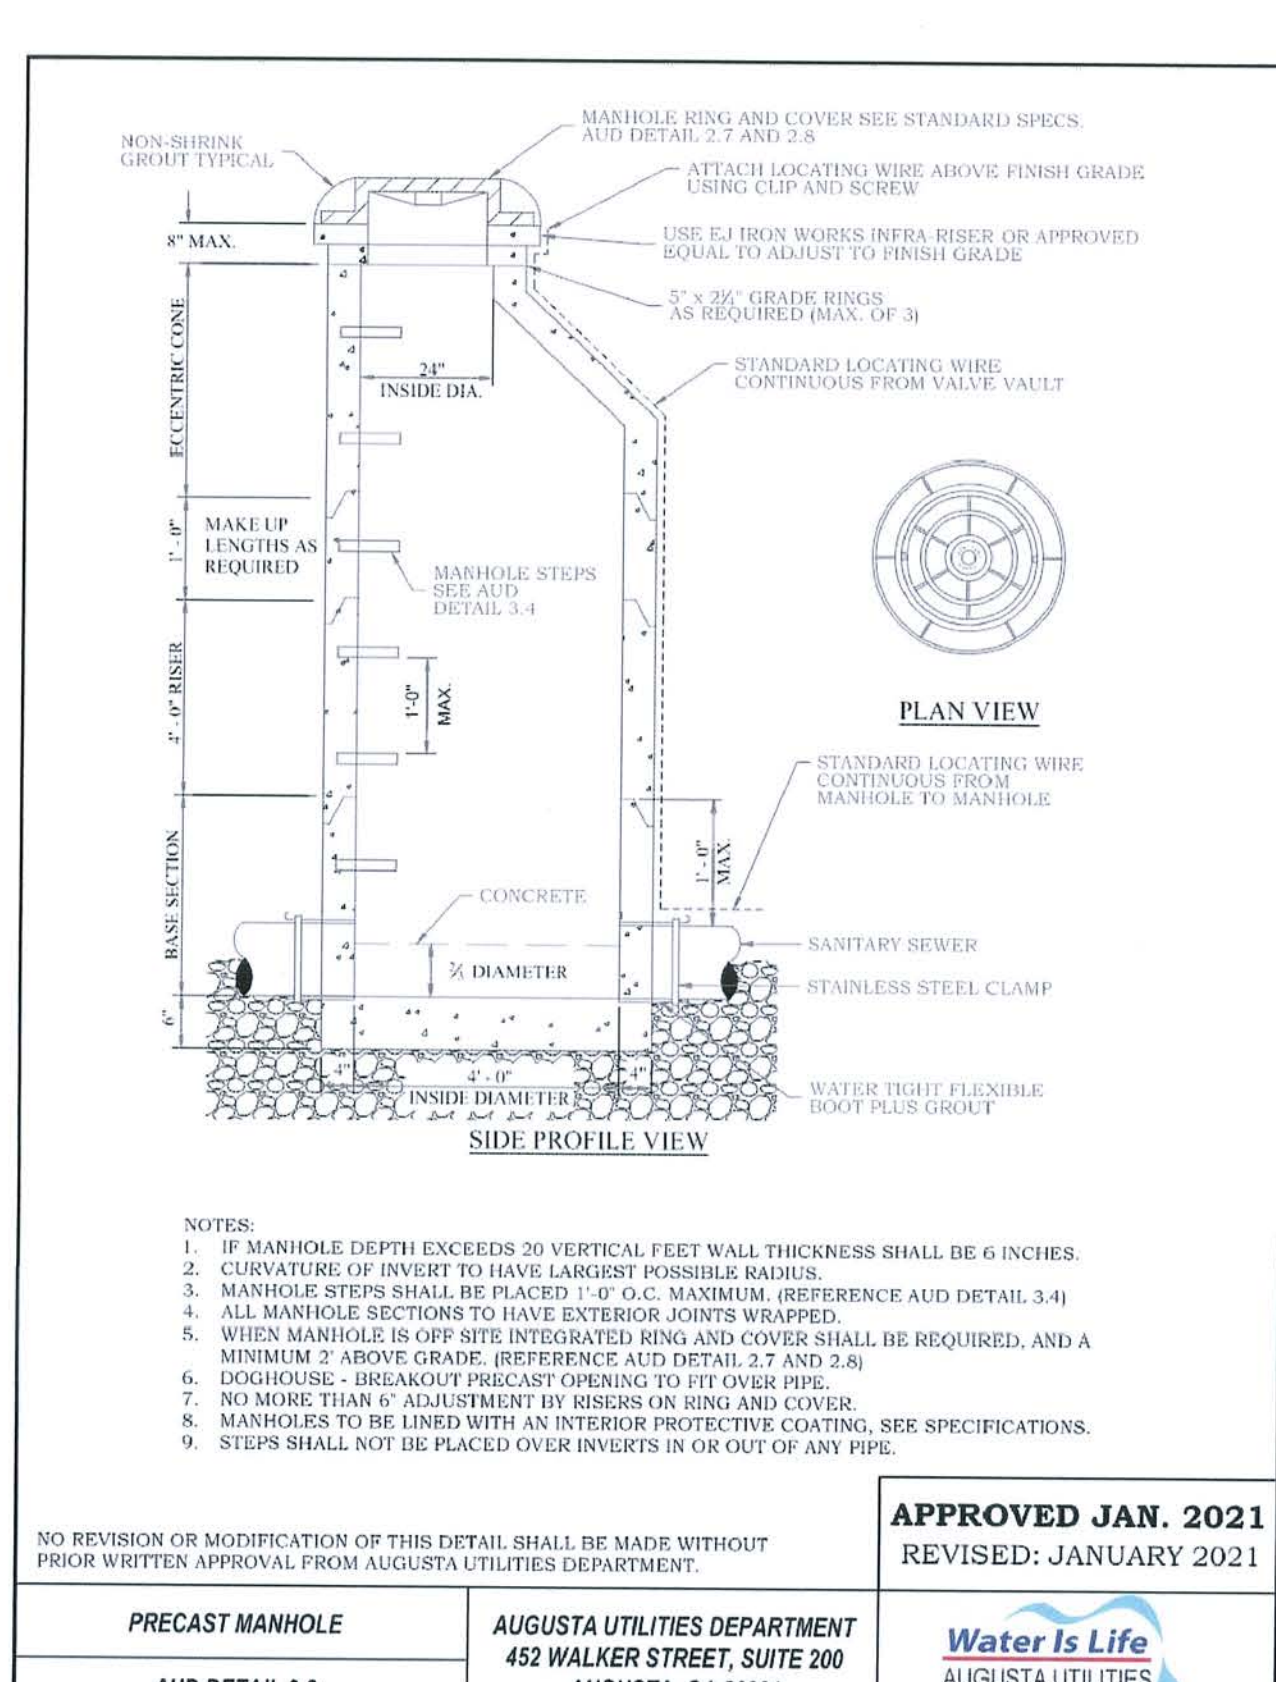 MANHOLE RING AND COVER SEE STANDARD SPECS.
AUD DETAIL 2.7 AND 2.8
NON-SHRINK
GROUT TYPICAL
ATTACH LOCATING WIRE ABOVE FINISH GRADE
USING CLIP AND SCREW
8" MAX.
USE EJ IRON WORKS INFRA-RISER OR APPROVED
EQUAL TO ADJUST TO FINISH GRADE
5" x 2¼" GRADE RINGS
AS REQUIRED (MAX. OF 3)
ECCENTRIC CONE
24"
INSIDE DIA.
STANDARD LOCATING WIRE
CONTINUOUS FROM VALVE VAULT
1' - 0"
MAKE UP
LENGTHS AS
REQUIRED
MANHOLE STEPS
SEE AUD
DETAIL 3.4
4' - 0" RISER
1'-0"
MAX.
PLAN VIEW
STANDARD LOCATING WIRE
CONTINUOUS FROM
MANHOLE TO MANHOLE
BASE SECTION
1' - 0"
MAX.
CONCRETE
SANITARY SEWER
DIAMETER
STAINLESS STEEL CLAMP
6"
4"
4' - 0"
4"
INSIDE DIAMETER
WATER TIGHT FLEXIBLE
BOOT PLUS GROUT
SIDE PROFILE VIEW
NOTES:
1. IF MANHOLE DEPTH EXCEEDS 20 VERTICAL FEET WALL THICKNESS SHALL BE 6 INCHES.
2. CURVATURE OF INVERT TO HAVE LARGEST POSSIBLE RADIUS.
3. MANHOLE STEPS SHALL BE PLACED 1'-0" O.C. MAXIMUM. (REFERENCE AUD DETAIL 3.4)
4. ALL MANHOLE SECTIONS TO HAVE EXTERIOR JOINTS WRAPPED.
5. WHEN MANHOLE IS OFF SITE INTEGRATED RING AND COVER SHALL BE REQUIRED, AND A
MINIMUM 2' ABOVE GRADE. (REFERENCE AUD DETAIL 2.7 AND 2.8)
6. DOGHOUSE - BREAKOUT PRECAST OPENING TO FIT OVER PIPE.
7. NO MORE THAN 6" ADJUSTMENT BY RISERS ON RING AND COVER.
8. MANHOLES TO BE LINED WITH AN INTERIOR PROTECTIVE COATING, SEE SPECIFICATIONS.
9. STEPS SHALL NOT BE PLACED OVER INVERTS IN OR OUT OF ANY PIPE.
APPROVED JAN. 2021
REVISED: JANUARY 2021
NO REVISION OR MODIFICATION OF THIS DETAIL SHALL BE MADE WITHOUT
PRIOR WRITTEN APPROVAL FROM AUGUSTA UTILITIES DEPARTMENT.
PRECAST MANHOLE
AUGUSTA UTILITIES DEPARTMENT
452 WALKER STREET, SUITE 200
Water Is Life
AUGUSTA UTILITIES
AUD DETAIL